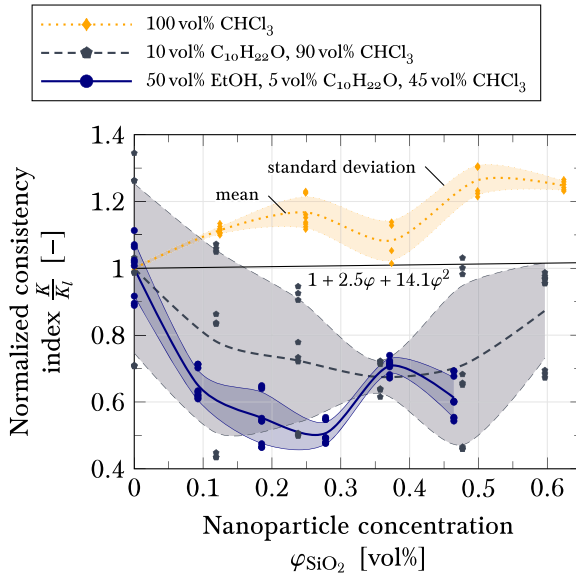 100 vol% CHCl₃
10 vol% C₁₀H₂₂O, 90 vol% CHCl₃
50 vol% EtOH, 5 vol% C₁₀H₂₂O, 45 vol% CHCl₃
1.4
1.2
1
0.8
0.6
0.4
standard deviation
mean
1 + 2.5φ + 14.1φ²
Normalized consistency
index K/Kₗ [−]
0
0.1
0.2
0.3
0.4
0.5
0.6
Nanoparticle concentration
φSiO₂ [vol%]